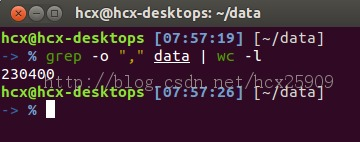 hcx@hcx-desktops: ~/data
hcx@hcx-desktops [07:57:19] [~/data]
-> % grep -o "," data | wc -l
230400
http://blog.csdn.net/hcx25909
hcx@hcx-desktops [07:57:26] [~/data]
-> %